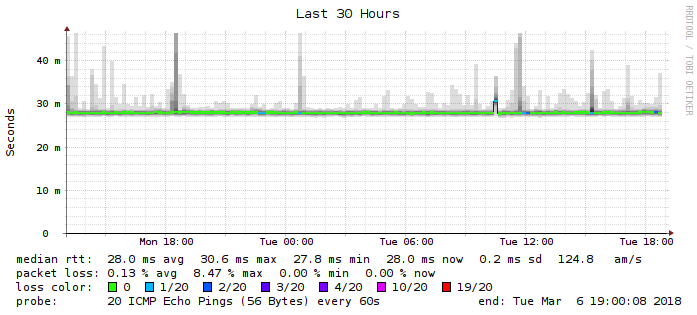 Last 30 Hours
RRDTOOL / TOBI OETIKER
Seconds
40 m
30 m
20 m
10 m
0
Mon 18:00 Tue 00:00 Tue 06:00 Tue 12:00 Tue 18:00
median rtt: 28.0 ms avg 30.6 ms max 27.8 ms min 28.0 ms now 0.2 ms sd 124.8 am/s
packet loss: 0.13 % avg 8.47 % max 0.00 % min 0.00 % now
loss color: 0 1/20 2/20 3/20 4/20 10/20 19/20
probe: 20 ICMP Echo Pings (56 Bytes) every 60s end: Tue Mar 6 19:00:08 2018